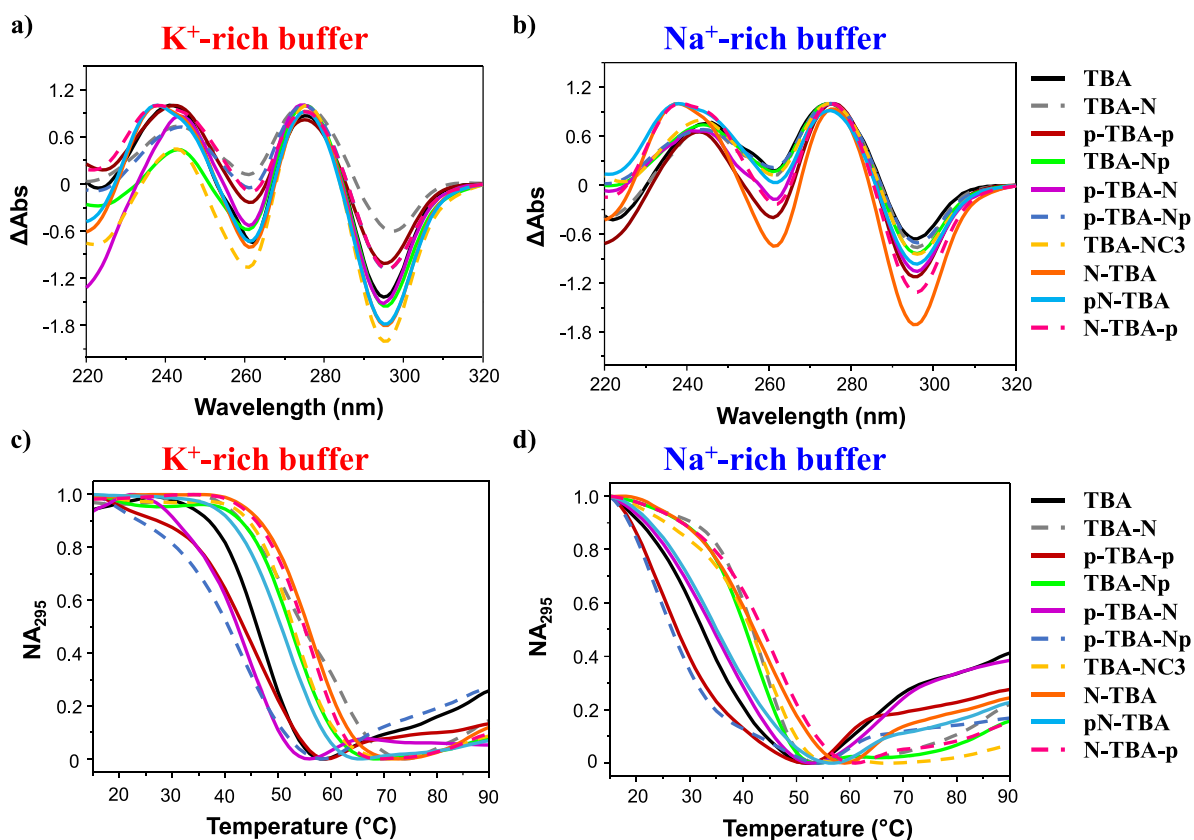 a)
K⁺-rich buffer
ΔAbs
1.2
0.6
0
-0.6
-1.2
-1.8
220 240 260 280 300 320
Wavelength (nm)
b)
Na⁺-rich buffer
ΔAbs
1.2
0.6
0
-0.6
-1.2
-1.8
220 240 260 280 300 320
Wavelength (nm)
TBA
TBA-N
p-TBA-p
TBA-Np
p-TBA-N
p-TBA-Np
TBA-NC3
N-TBA
pN-TBA
N-TBA-p
c)
K⁺-rich buffer
NA₂₉₅
1.0
0.8
0.6
0.4
0.2
0
20 30 40 50 60 70 80 90
Temperature (°C)
d)
Na⁺-rich buffer
NA₂₉₅
1.0
0.8
0.6
0.4
0.2
0
20 30 40 50 60 70 80 90
Temperature (°C)
TBA
TBA-N
p-TBA-p
TBA-Np
p-TBA-N
p-TBA-Np
TBA-NC3
N-TBA
pN-TBA
N-TBA-p